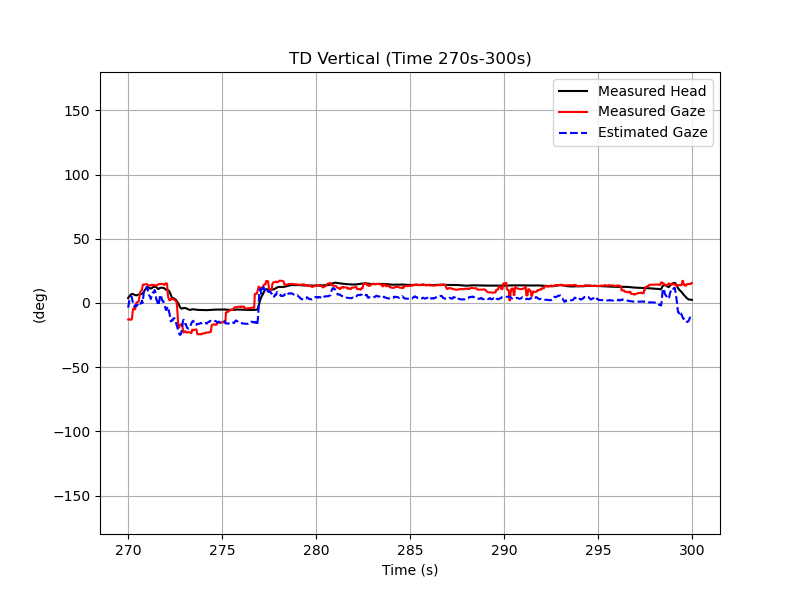 TD Vertical (Time 270s-300s)
Measured Head
Measured Gaze
Estimated Gaze
150
100
50
0
−50
−100
−150
(deg)
270 275 280 285 290 295 300
Time (s)